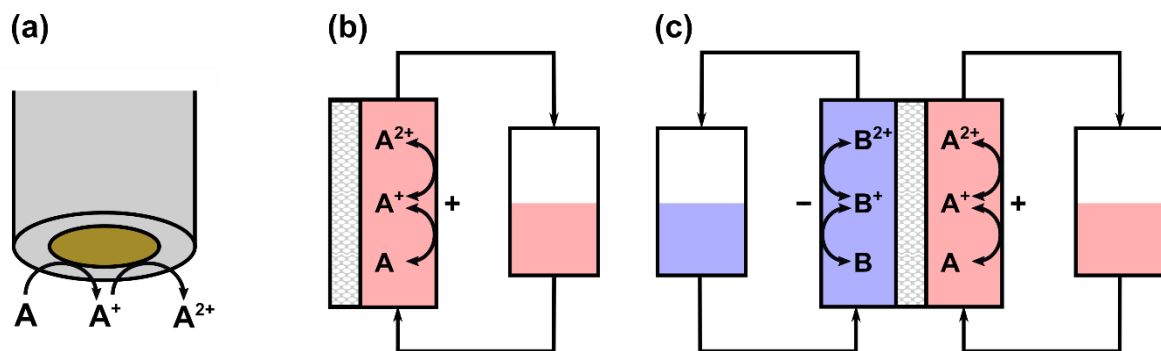 (a)
A A⁺ A²⁺
(b)
A²⁺
A⁺ +
A
(c)
B²⁺ A²⁺
− B⁺ A⁺ +
B A